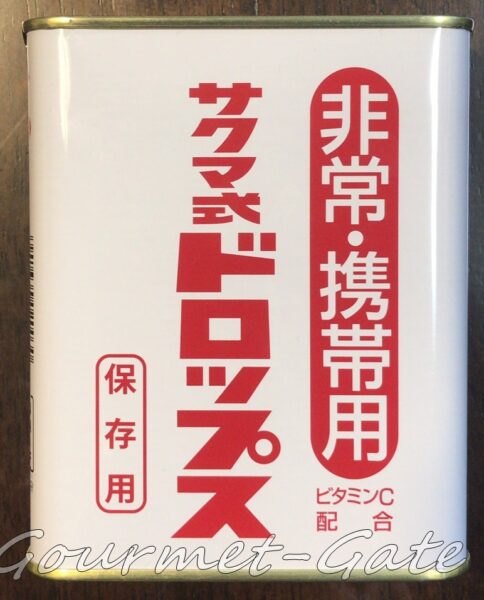 非常・携帯用
ビタミンC
配合
サクマ式ドロップス
保存用
Gourmet-Gate